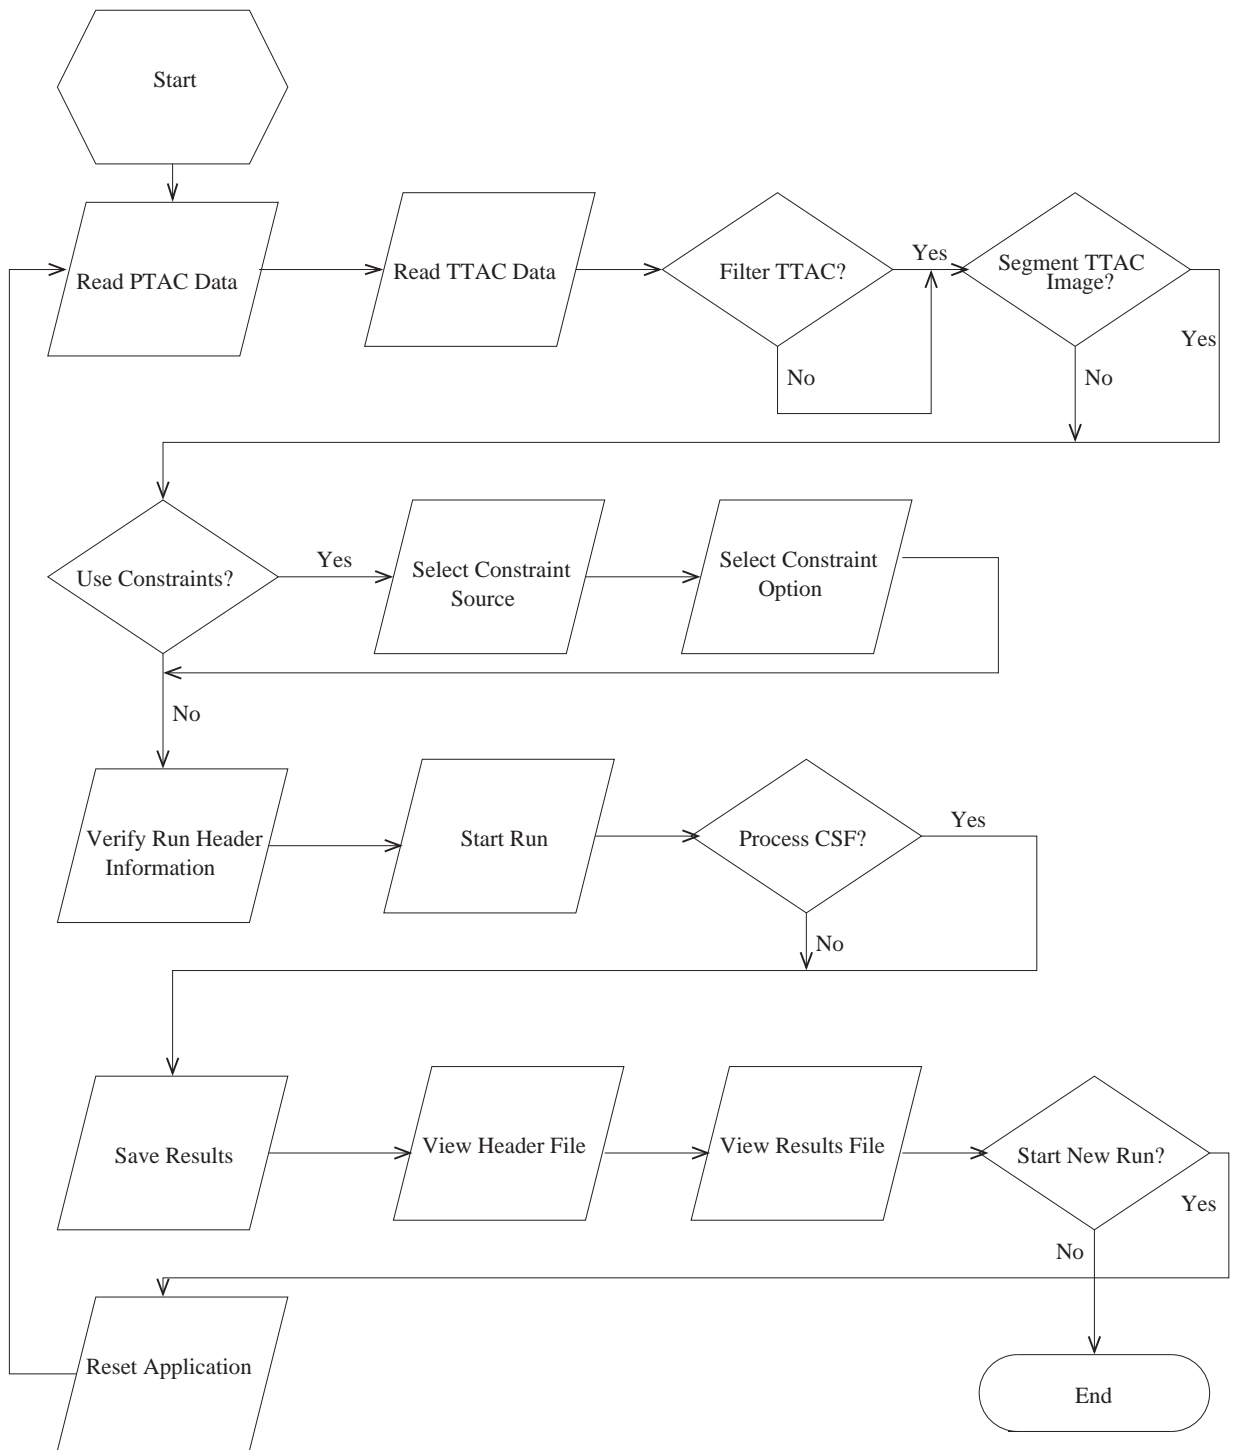 Start
Read PTAC Data
Read TTAC Data
Filter TTAC?
Yes
Segment TTAC
Image?
Yes
No
No
Use Constraints?
Yes
Select Constraint
Source
Select Constraint
Option
No
Verify Run Header
Information
Start Run
Process CSF?
Yes
No
Save Results
View Header File
View Results File
Start New Run?
Yes
No
Reset Application
End